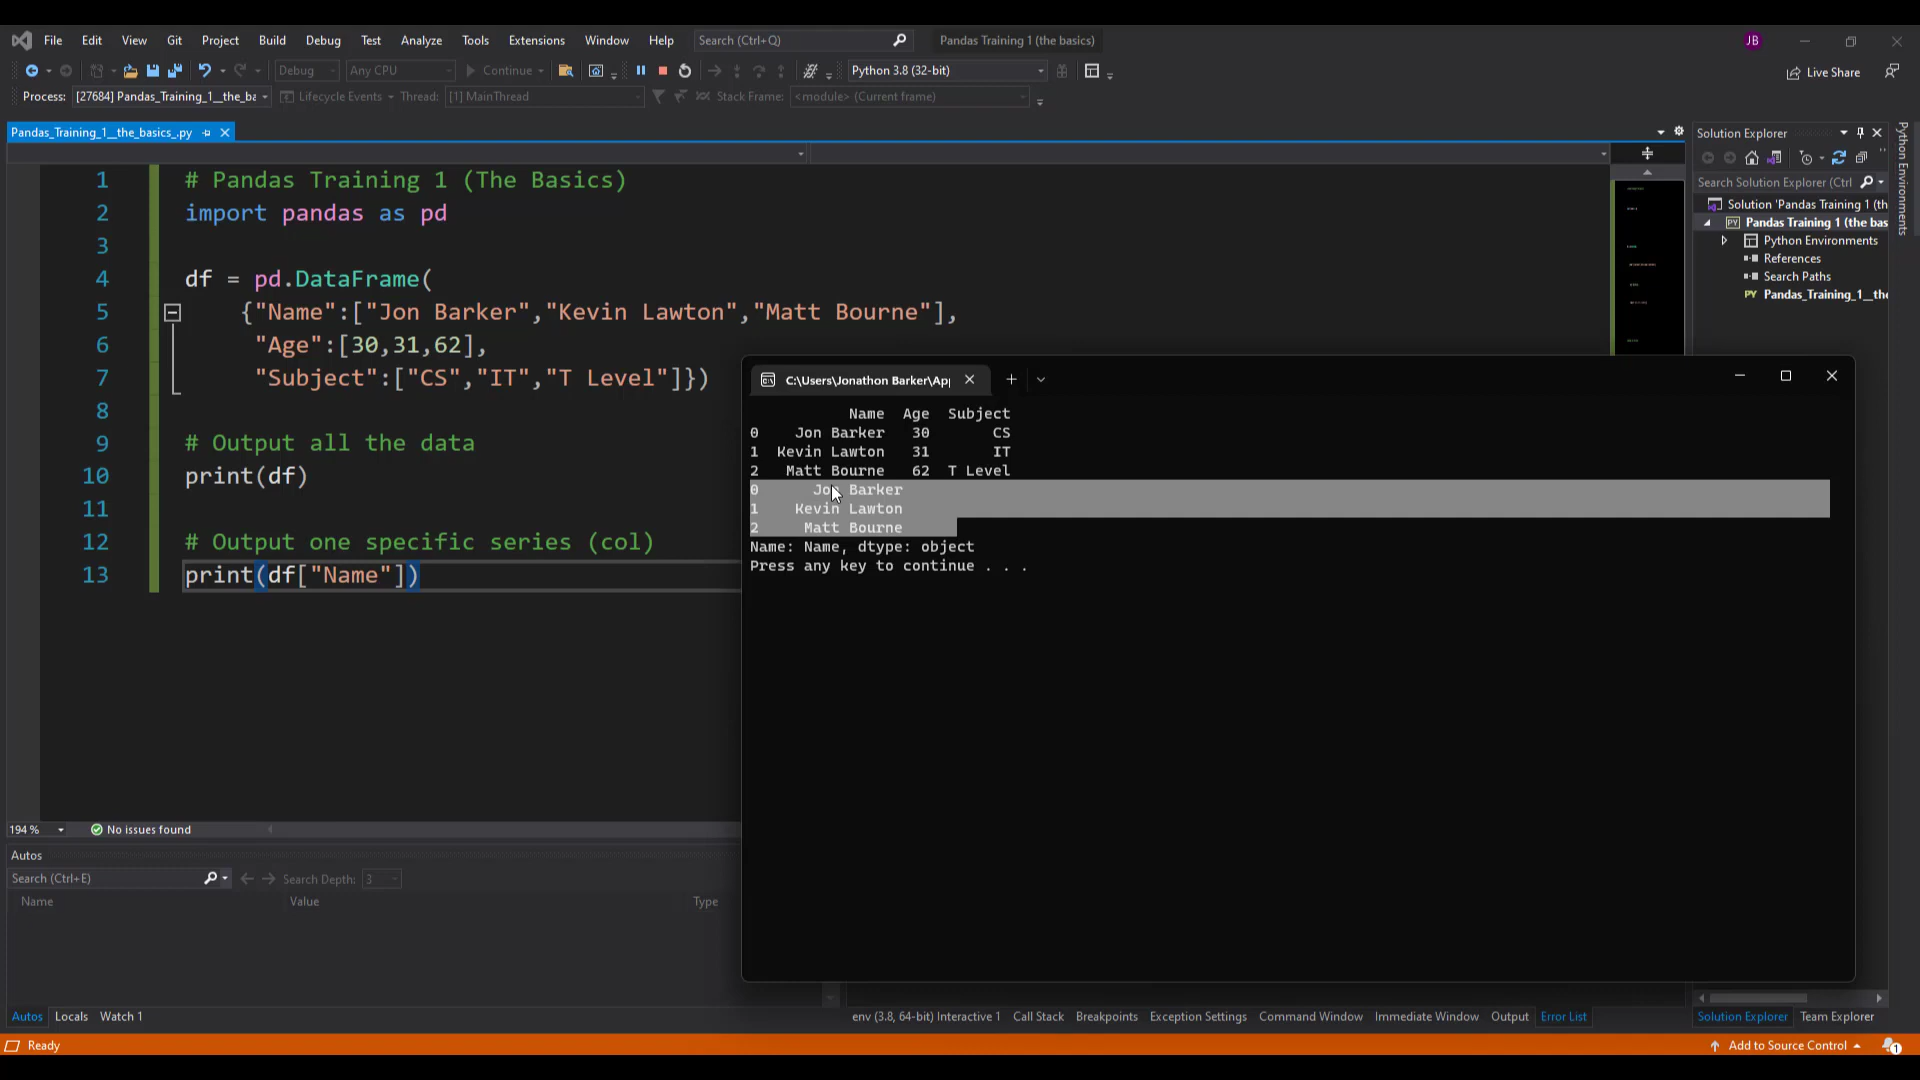 File Edit View Git Project Build Debug Test Analyze Tools Extensions Window Help Search (Ctrl+Q) Pandas Training 1 (the basics) JB
Debug Any CPU Continue Python 3.8 (32-bit) Live Share
Process: [27684] Pandas_Training_1__the_ba Lifecycle Events Thread: [1] MainThread Stack Frame: <module> (Current frame)
Pandas_Training_1__the_basics_.py
1 # Pandas Training 1 (The Basics)
2 import pandas as pd
3
4 df = pd.DataFrame(
5 {"Name":["Jon Barker","Kevin Lawton","Matt Bourne"],
6 "Age":[30,31,62],
7 "Subject":["CS","IT","T Level"]})
8
9 # Output all the data
10 print(df)
11
12 # Output one specific series (col)
13 print(df["Name"])
C:\Users\Jonathon Barker\App
Name Age Subject
0 Jon Barker 30 CS
1 Kevin Lawton 31 IT
2 Matt Bourne 62 T Level
0 Jon Barker
1 Kevin Lawton
2 Matt Bourne
Name: Name, dtype: object
Press any key to continue . . .
Solution Explorer
Search Solution Explorer (Ctrl
Solution 'Pandas Training 1 (th
Pandas Training 1 (the bas
Python Environments
References
Search Paths
Pandas_Training_1__the
Python Environments
194 % No issues found
Autos
Search (Ctrl+E) Search Depth: 3
Name Value Type
Autos Locals Watch 1
env (3.8, 64-bit) Interactive 1 Call Stack Breakpoints Exception Settings Command Window Immediate Window Output Error List
Solution Explorer Team Explorer
Ready Add to Source Control 1